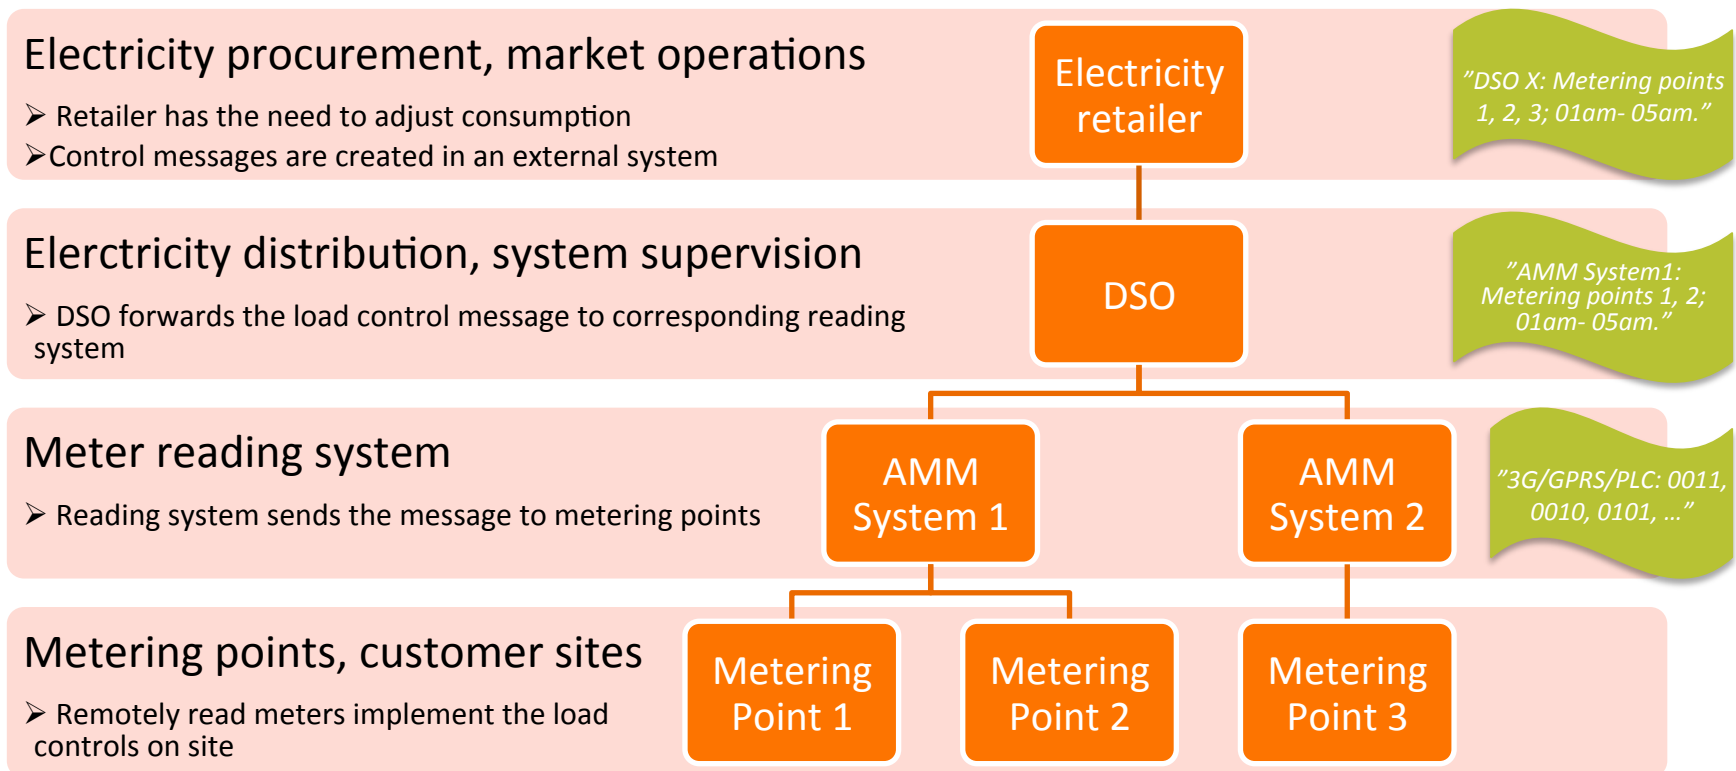 Electricity procurement, market operations
➢ Retailer has the need to adjust consumption
➢Control messages are created in an external system
Electricity
retailer
”DSO X: Metering points
1, 2, 3; 01am- 05am.”
Elerctricity distribution, system supervision
➢ DSO forwards the load control message to corresponding reading
system
DSO
”AMM System1:
Metering points 1, 2;
01am- 05am.”
Meter reading system
➢ Reading system sends the message to metering points
AMM
System 1
AMM
System 2
”3G/GPRS/PLC: 0011,
0010, 0101, …”
Metering points, customer sites
➢ Remotely read meters implement the load
controls on site
Metering
Point 1
Metering
Point 2
Metering
Point 3